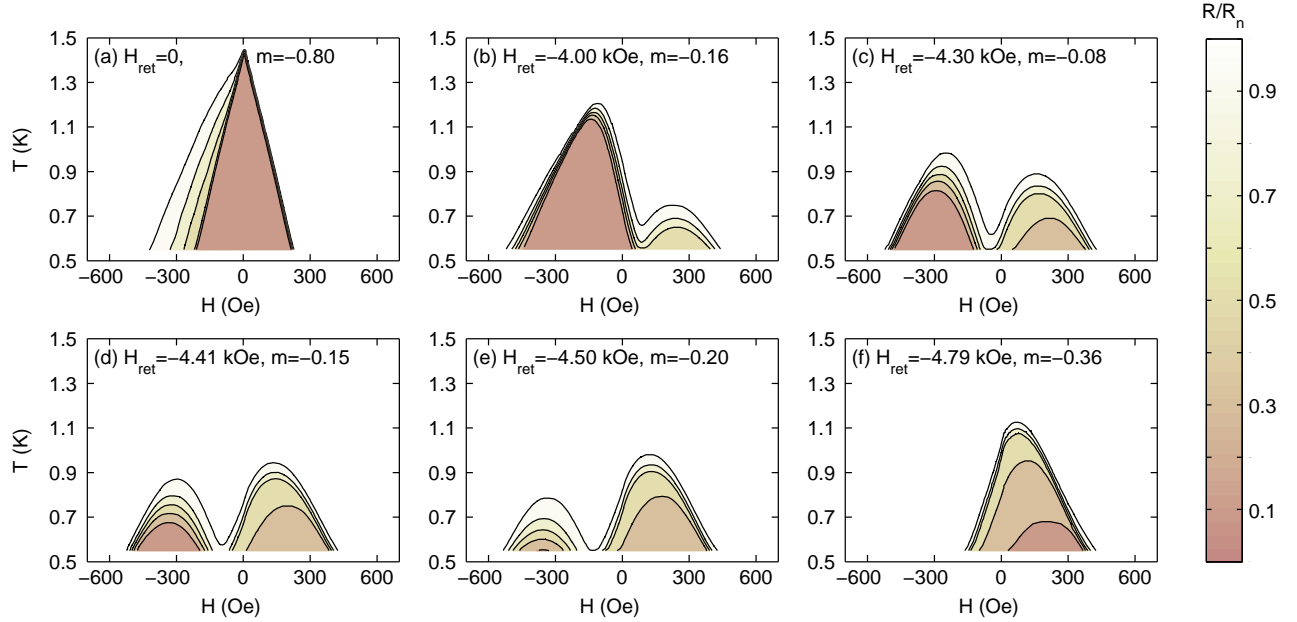 R/Rn
(a) Hret=0, m=−0.80
(b) Hret=−4.00 kOe, m=−0.16
(c) Hret=−4.30 kOe, m=−0.08
1.5
1.3
1.1
0.9
0.7
0.5
T (K)
−600 −300 0 300 600
H (Oe)
1.5
1.3
1.1
0.9
0.7
0.5
−600 −300 0 300 600
H (Oe)
1.5
1.3
1.1
0.9
0.7
0.5
−600 −300 0 300 600
H (Oe)
(d) Hret=−4.41 kOe, m=−0.15
(e) Hret=−4.50 kOe, m=−0.20
(f) Hret=−4.79 kOe, m=−0.36
1.5
1.3
1.1
0.9
0.7
0.5
T (K)
−600 −300 0 300 600
H (Oe)
1.5
1.3
1.1
0.9
0.7
0.5
−600 −300 0 300 600
H (Oe)
1.5
1.3
1.1
0.9
0.7
0.5
−600 −300 0 300 600
H (Oe)
0.9
0.7
0.5
0.3
0.1